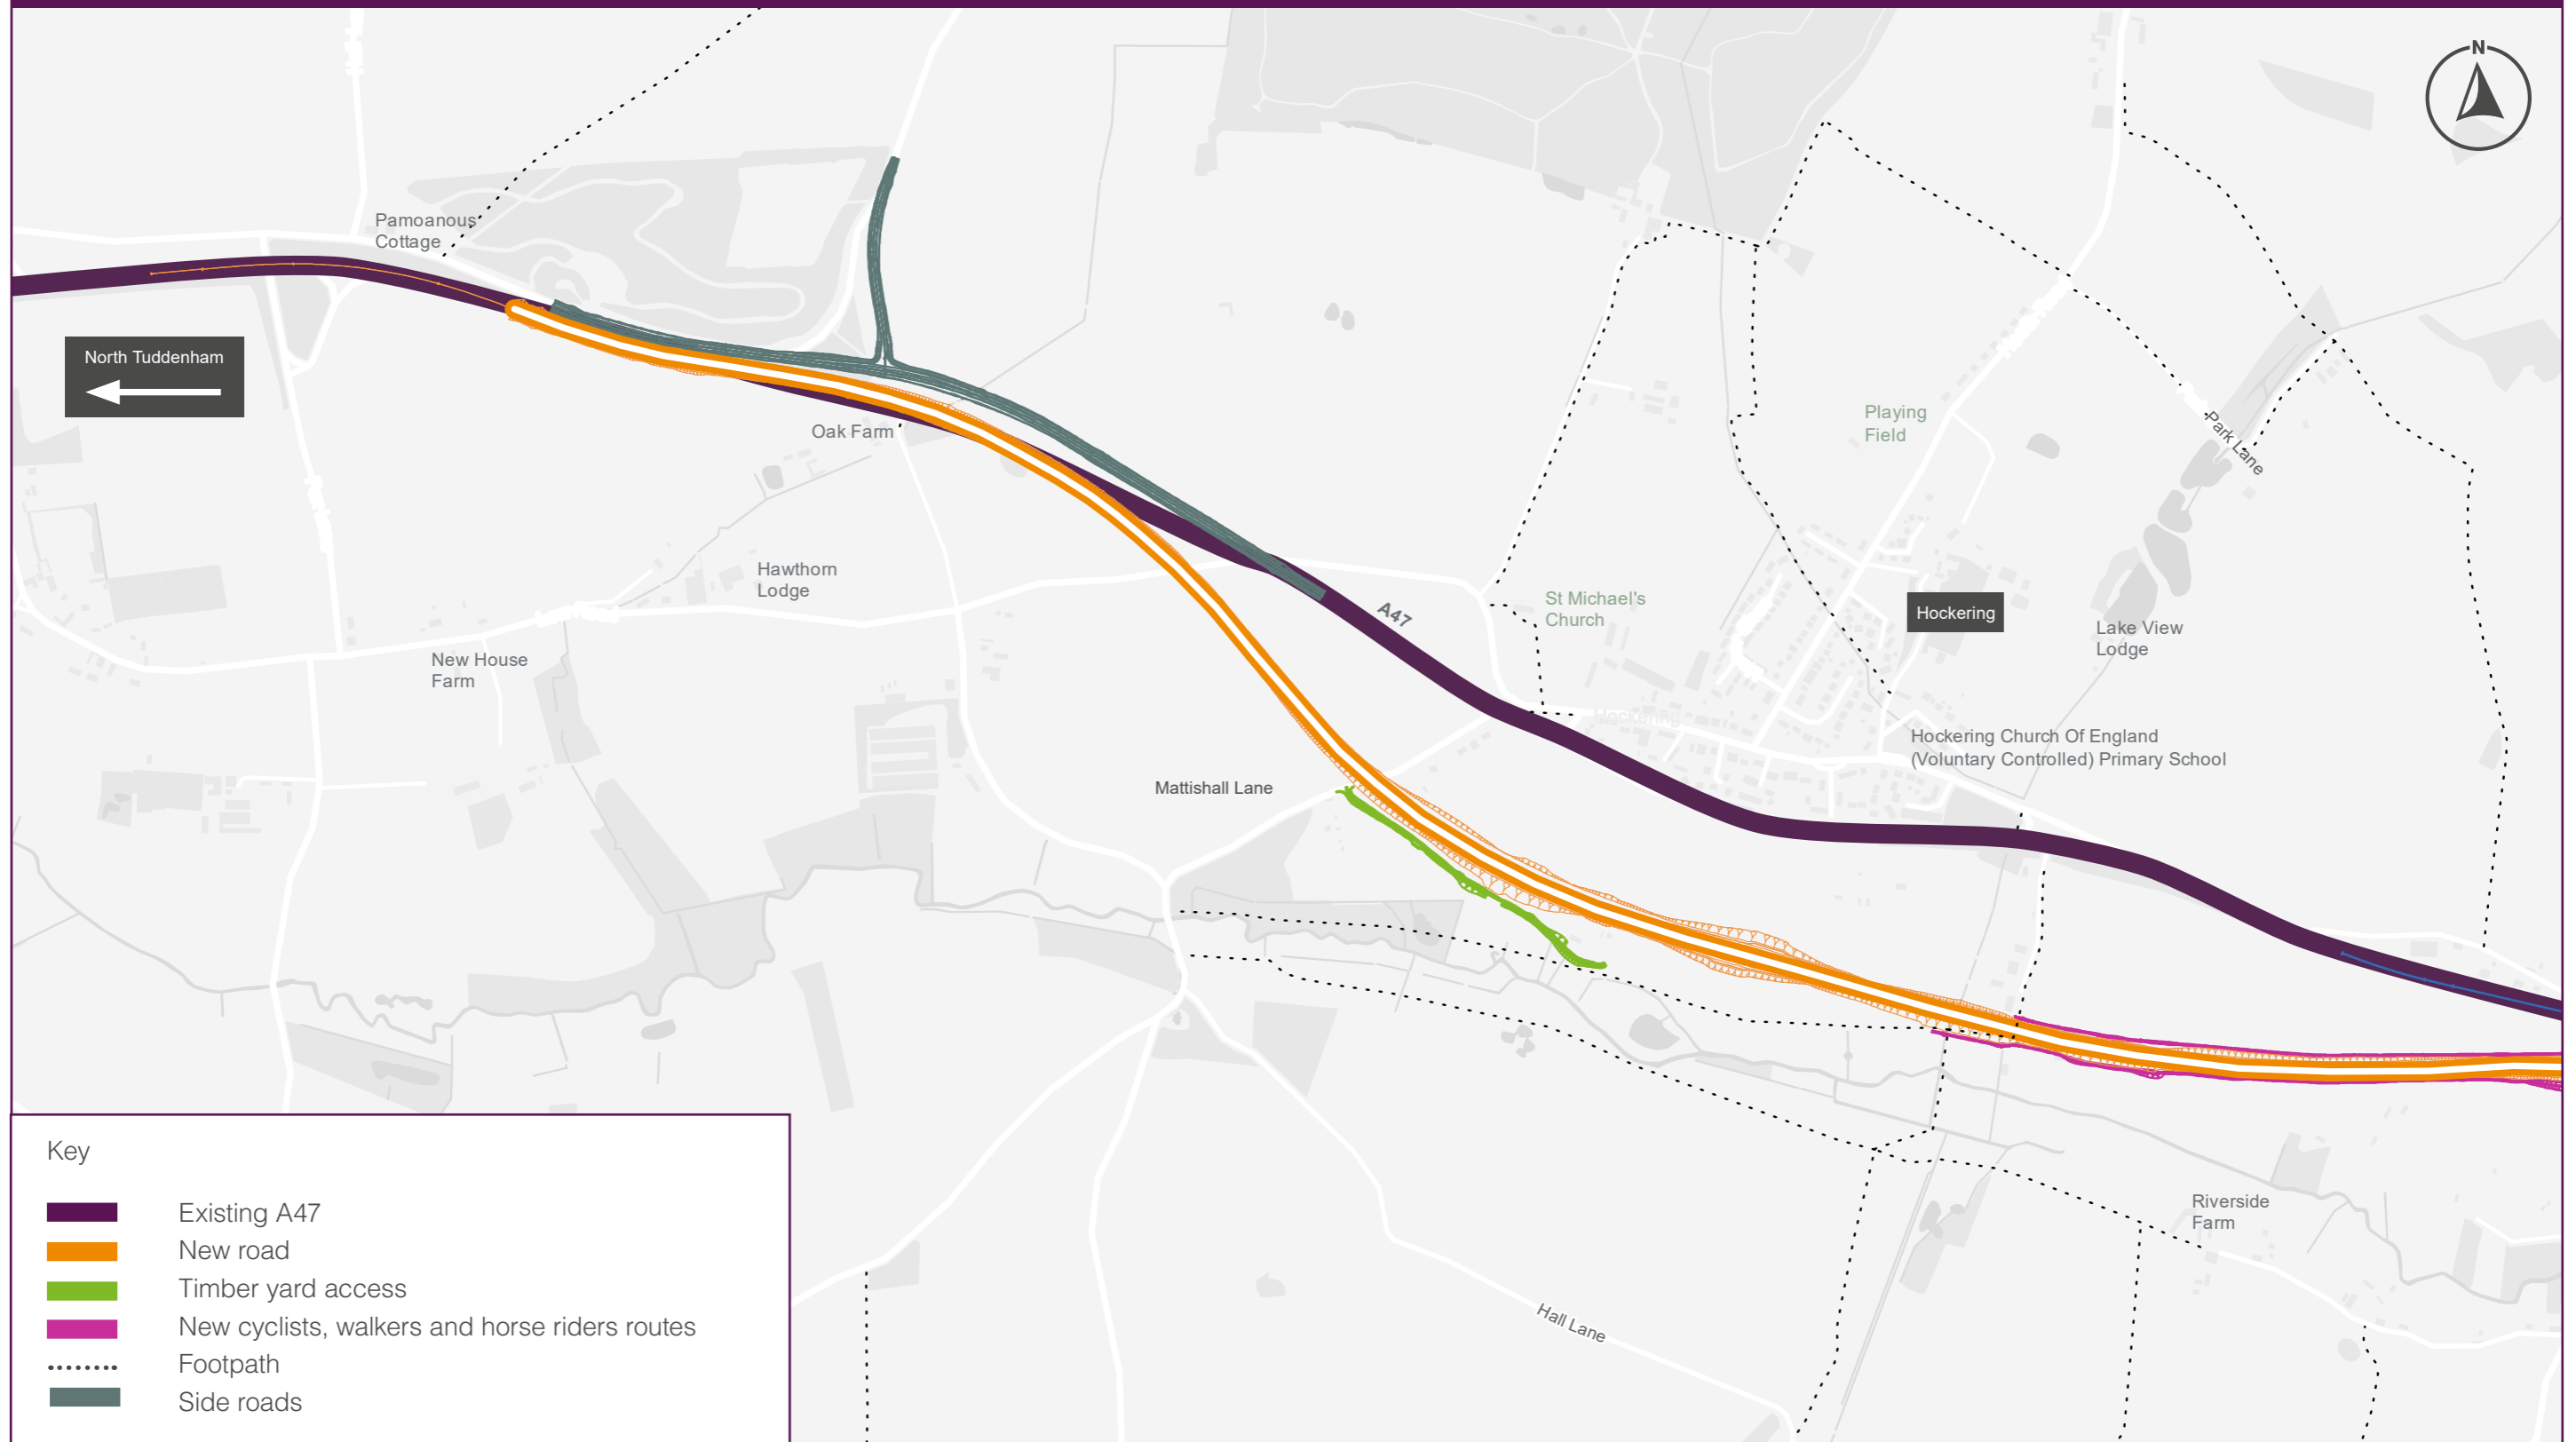 N
Pamoanous
Cottage
North Tuddenham
Oak Farm
Playing
Field
Park Lane
Hawthorn
Lodge
A47
St Michael's
Church
Hockering
Lake View
Lodge
New House
Farm
Hockering
Hockering Church Of England
(Voluntary Controlled) Primary School
Mattishall Lane
Riverside
Farm
Hall Lane
Key
Existing A47
New road
Timber yard access
New cyclists, walkers and horse riders routes
Footpath
Side roads